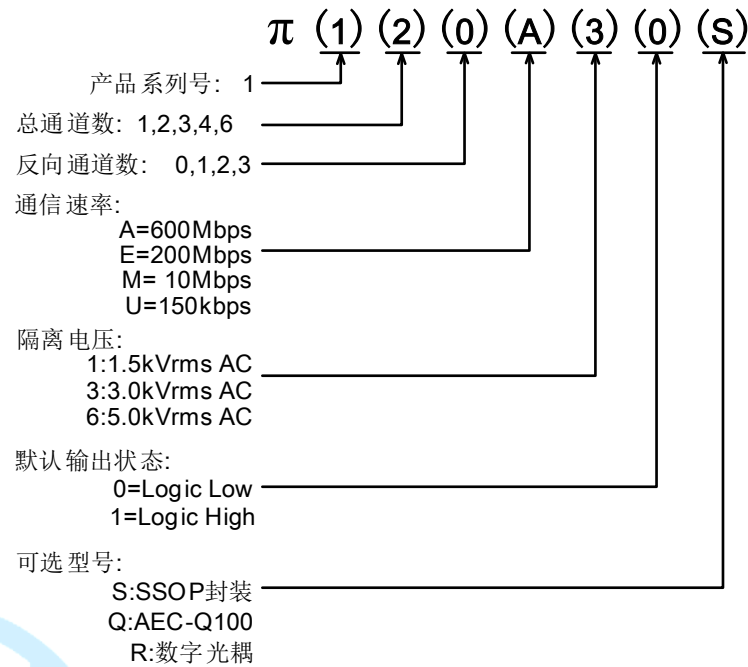 π (1) (2) (0) (A) (3) (0) (S)
产品系列号: 1
总通道数: 1,2,3,4,6
反向通道数: 0,1,2,3
通信速率:
A=600Mbps
E=200Mbps
M= 10Mbps
U=150kbps
隔离电压:
1:1.5kVrms AC
3:3.0kVrms AC
6:5.0kVrms AC
默认输出状态:
0=Logic Low
1=Logic High
可选型号:
S:SSOP封装
Q:AEC-Q100
R:数字光耦